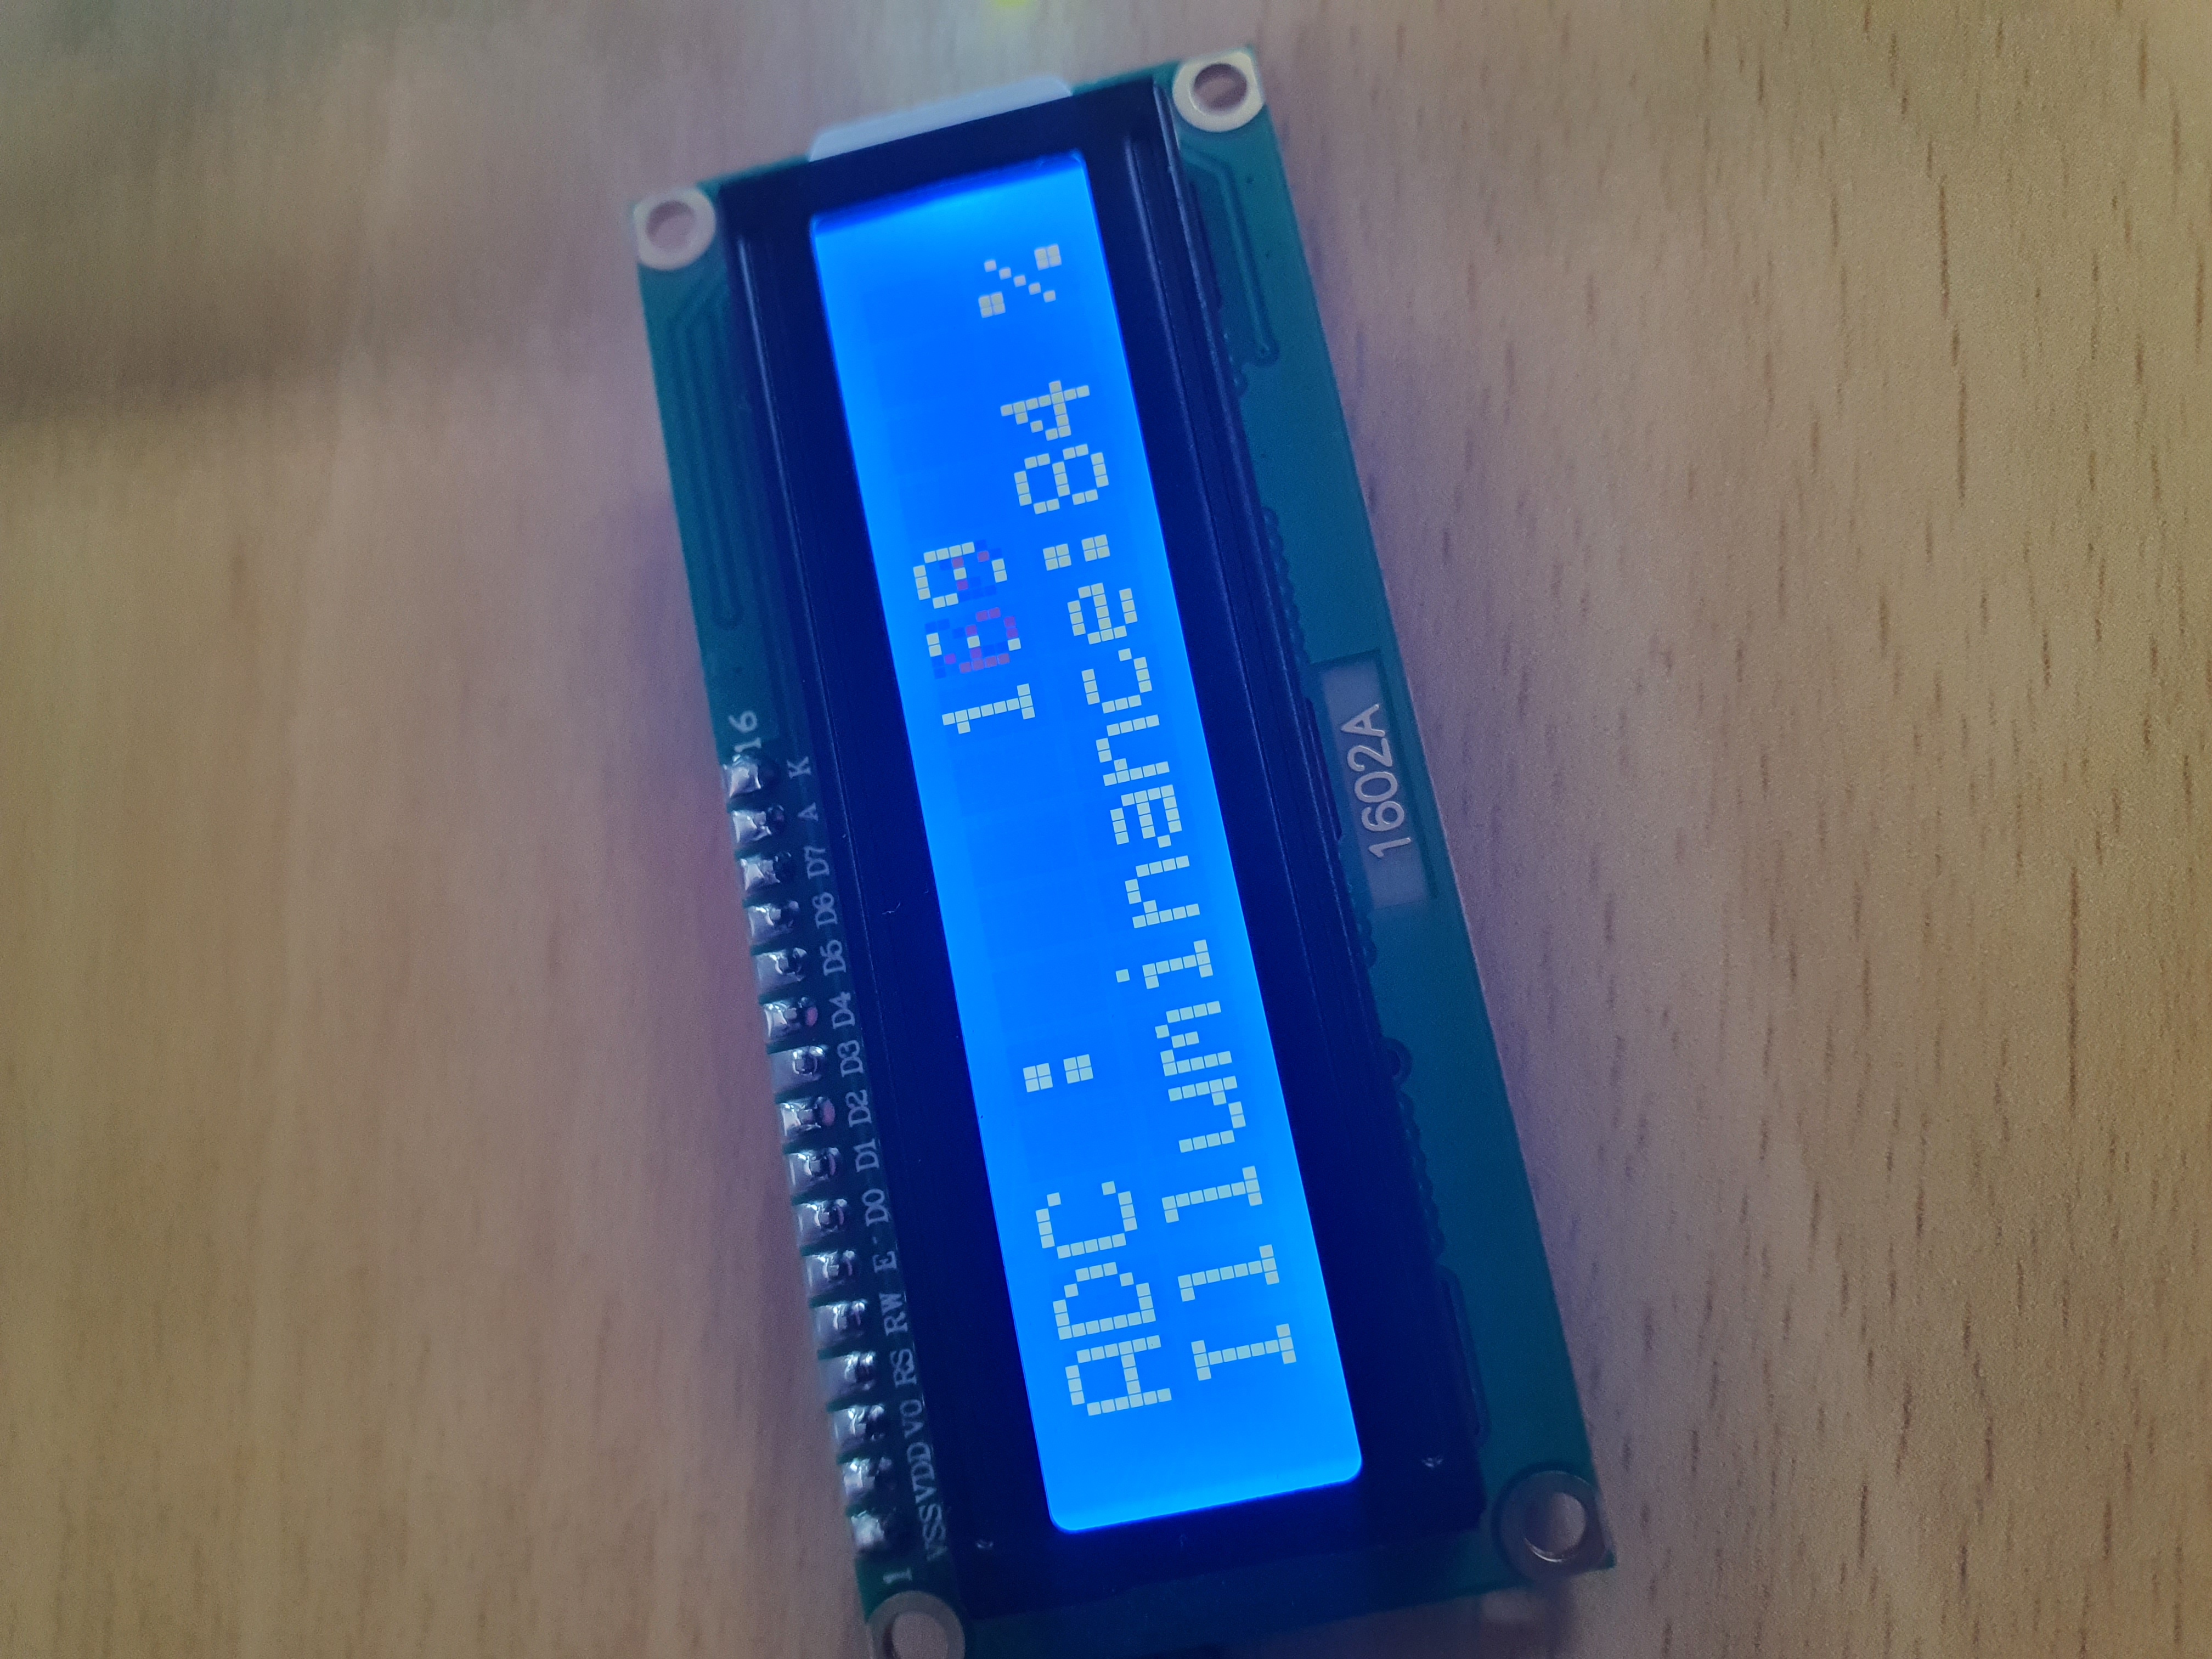 1 16
VSS VDD V0 RS RW E D0 D1 D2 D3 D4 D5 D6 D7 A K
ADC :
Illuminance:84 %
1602A